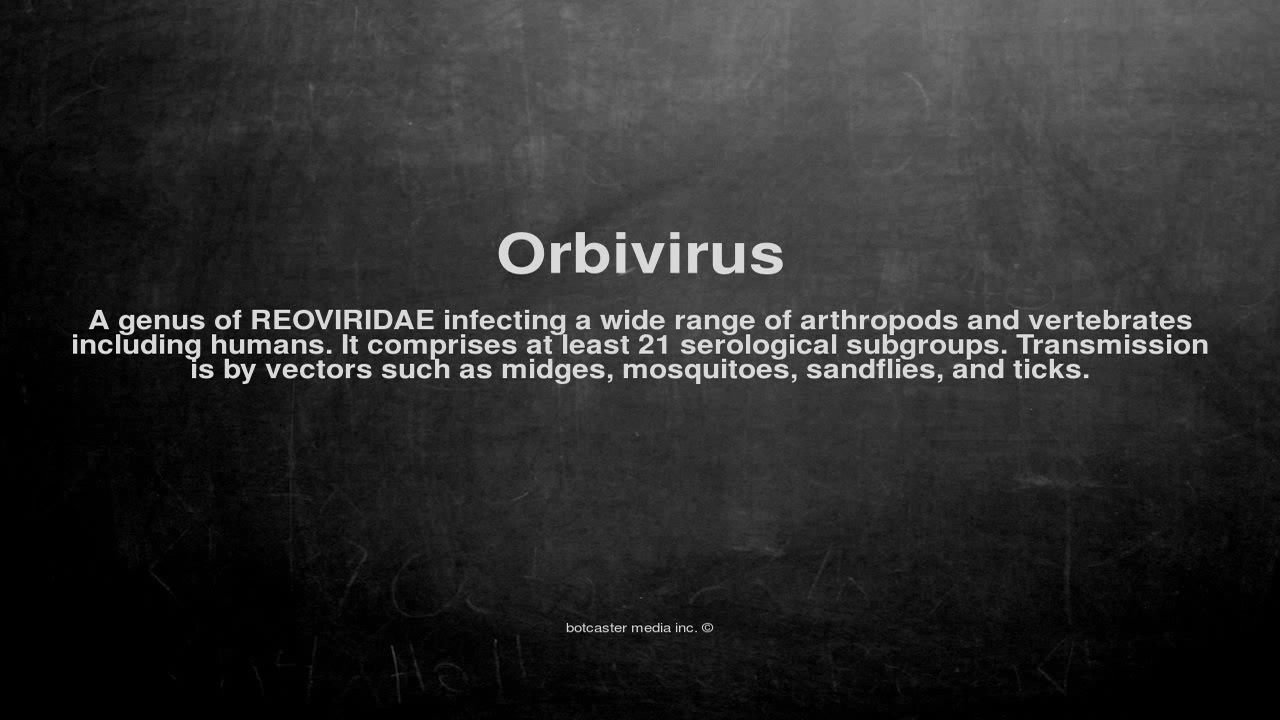 Orbivirus
A genus of REOVIRIDAE infecting a wide range of arthropods and vertebrates
including humans. It comprises at least 21 serological subgroups. Transmission
is by vectors such as midges, mosquitoes, sandflies, and ticks.
botcaster media inc. ©